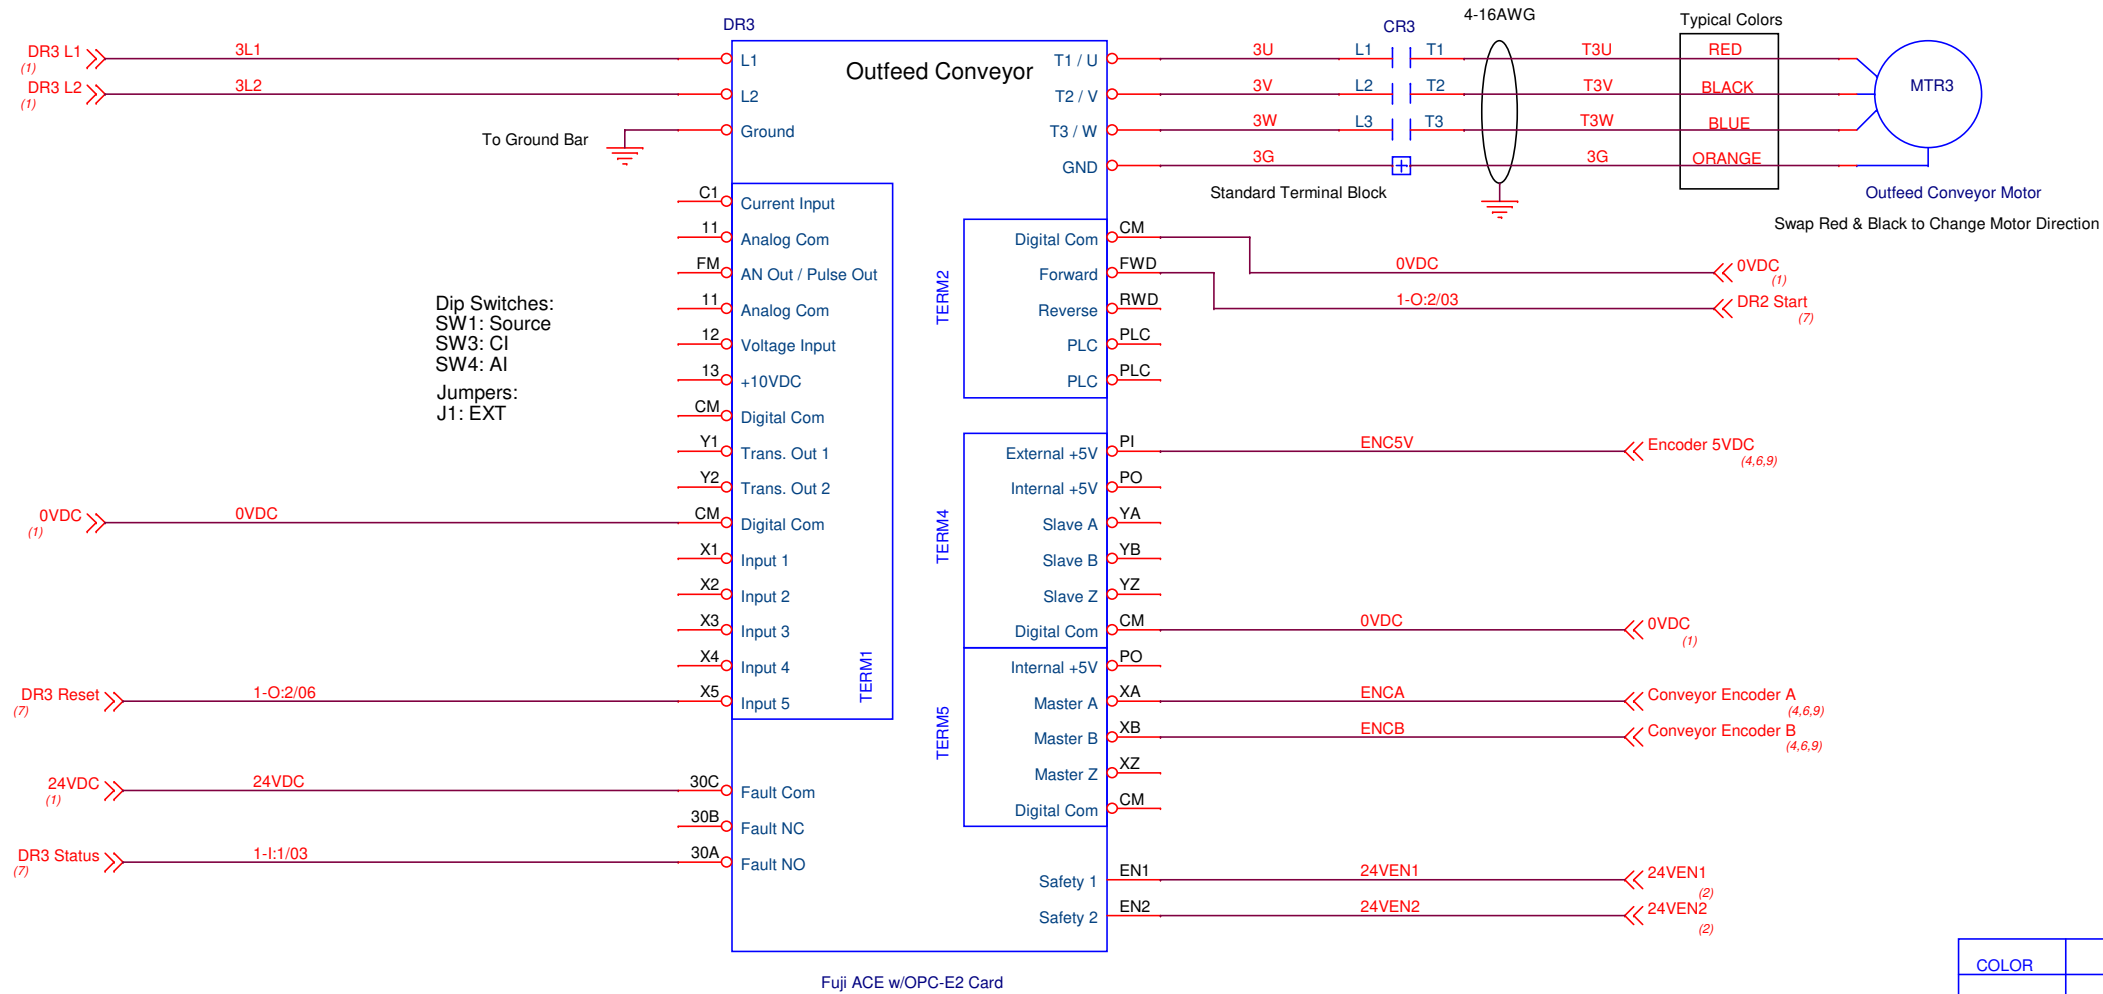 DR3
CR3
4-16AWG
Typical Colors
DR3 L1
(1)
3L1
L1
Outfeed Conveyor
T1 / U
3U
L1
T1
T3U
RED
DR3 L2
(1)
3L2
L2
T2 / V
3V
L2
T2
T3V
BLACK
MTR3
To Ground Bar
Ground
T3 / W
3W
L3
T3
T3W
BLUE
GND
3G
3G
ORANGE
Standard Terminal Block
Outfeed Conveyor Motor
Swap Red & Black to Change Motor Direction
C1
Current Input
11
Analog Com
FM
AN Out / Pulse Out
11
Analog Com
12
Voltage Input
13
+10VDC
CM
Digital Com
Y1
Trans. Out 1
Y2
Trans. Out 2
0VDC
(1)
0VDC
CM
Digital Com
X1
Input 1
X2
Input 2
X3
Input 3
X4
Input 4
DR3 Reset
(7)
1-O:2/06
X5
Input 5
TERM1
Dip Switches:
SW1: Source
SW3: CI
SW4: AI
Jumpers:
J1: EXT
24VDC
(1)
24VDC
30C
Fault Com
30B
Fault NC
DR3 Status
(7)
1-I:1/03
30A
Fault NO
TERM2
Digital Com
CM
0VDC
0VDC
(1)
Forward
FWD
1-O:2/03
DR2 Start
(7)
Reverse
RWD
PLC
PLC
PLC
PLC
TERM4
External +5V
PI
ENC5V
Encoder 5VDC
(4,6,9)
Internal +5V
PO
Slave A
YA
Slave B
YB
Slave Z
YZ
Digital Com
CM
0VDC
0VDC
(1)
TERM5
Internal +5V
PO
Master A
XA
ENCA
Conveyor Encoder A
(4,6,9)
Master B
XB
ENCB
Conveyor Encoder B
(4,6,9)
Master Z
XZ
Digital Com
CM
Safety 1
EN1
24VEN1
24VEN1
(2)
Safety 2
EN2
24VEN2
24VEN2
(2)
Fuji ACE w/OPC-E2 Card
COLOR